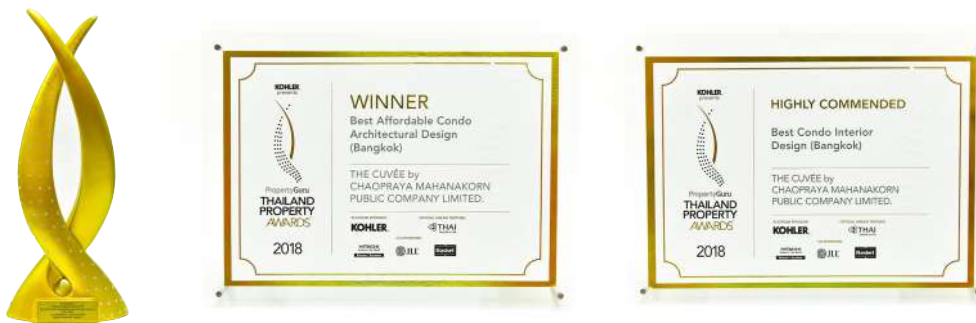 KOHLER
presents
PropertyGuru
THAILAND
PROPERTY
AWARDS
2018
WINNER
Best Affordable Condo
Architectural Design
(Bangkok)
THE CUVÉE by
CHAOPRAYA MAHANAKORN
PUBLIC COMPANY LIMITED.
KOHLER
THAI
HITACHI
JLL
KOHLER
presents
PropertyGuru
THAILAND
PROPERTY
AWARDS
2018
HIGHLY COMMENDED
Best Condo Interior
Design (Bangkok)
THE CUVÉE by
CHAOPRAYA MAHANAKORN
PUBLIC COMPANY LIMITED.
KOHLER
THAI
HITACHI
JLL